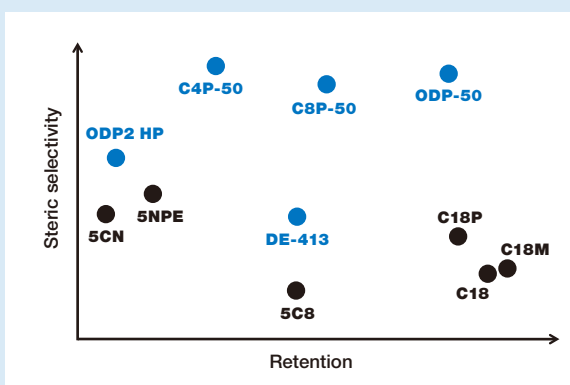 C4P-50
C8P-50
ODP-50
ODP2 HP
5NPE
5CN
DE-413
C18P
C18M
C18
5C8
Steric selectivity
Retention